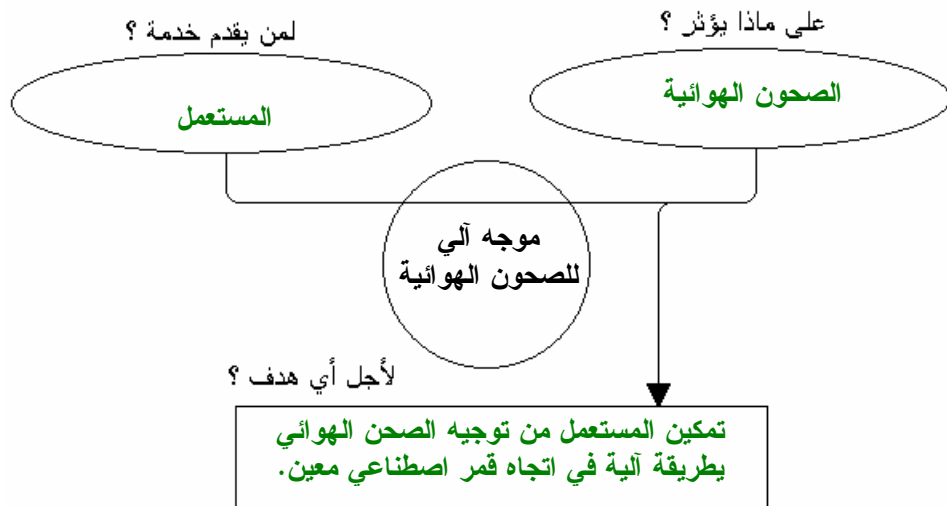 على ماذا يؤثر ؟
لمن يقدم خدمة ؟
الصحون الهوائية
المستعمل
موجه آلي
للصحون الهوائية
لأجل أي هدف ؟
تمكين المستعمل من توجيه الصحن الهوائي
بطريقة آلية في اتجاه قمر اصطناعي معين.